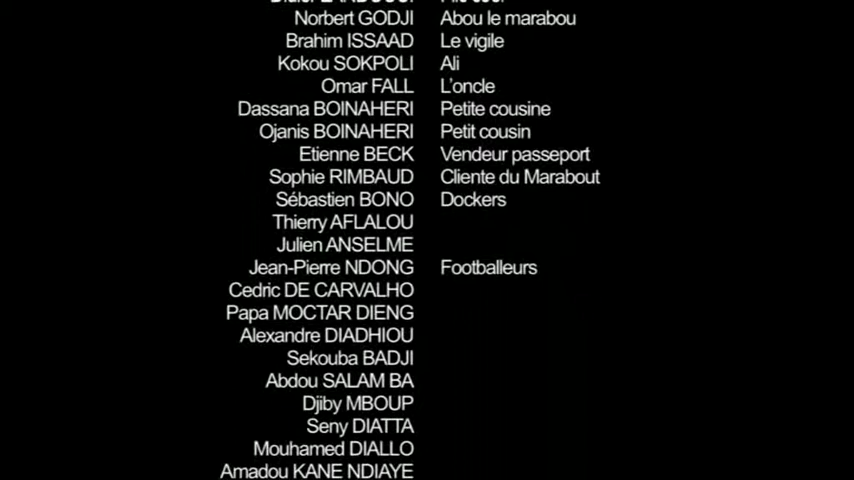 Norbert GODJI Abou le marabou
Brahim ISSAAD Le vigile
Kokou SOKPOLI Ali
Omar FALL L'oncle
Dassana BOINAHERI Petite cousine
Ojanis BOINAHERI Petit cousin
Etienne BECK Vendeur passeport
Sophie RIMBAUD Cliente du Marabout
Sébastien BONO Dockers
Thierry AFLALOU
Julien ANSELME
Jean-Pierre NDONG Footballeurs
Cedric DE CARVALHO
Papa MOCTAR DIENG
Alexandre DIADHIOU
Sekouba BADJI
Abdou SALAM BA
Djiby MBOUP
Seny DIATTA
Mouhamed DIALLO
Amadou KANE NDIAYE